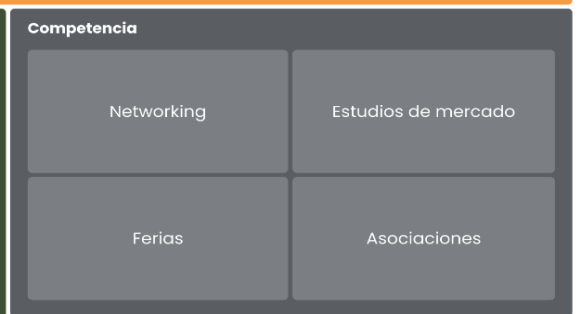 Competencia
Networking
Estudios de mercado
Ferias
Asociaciones